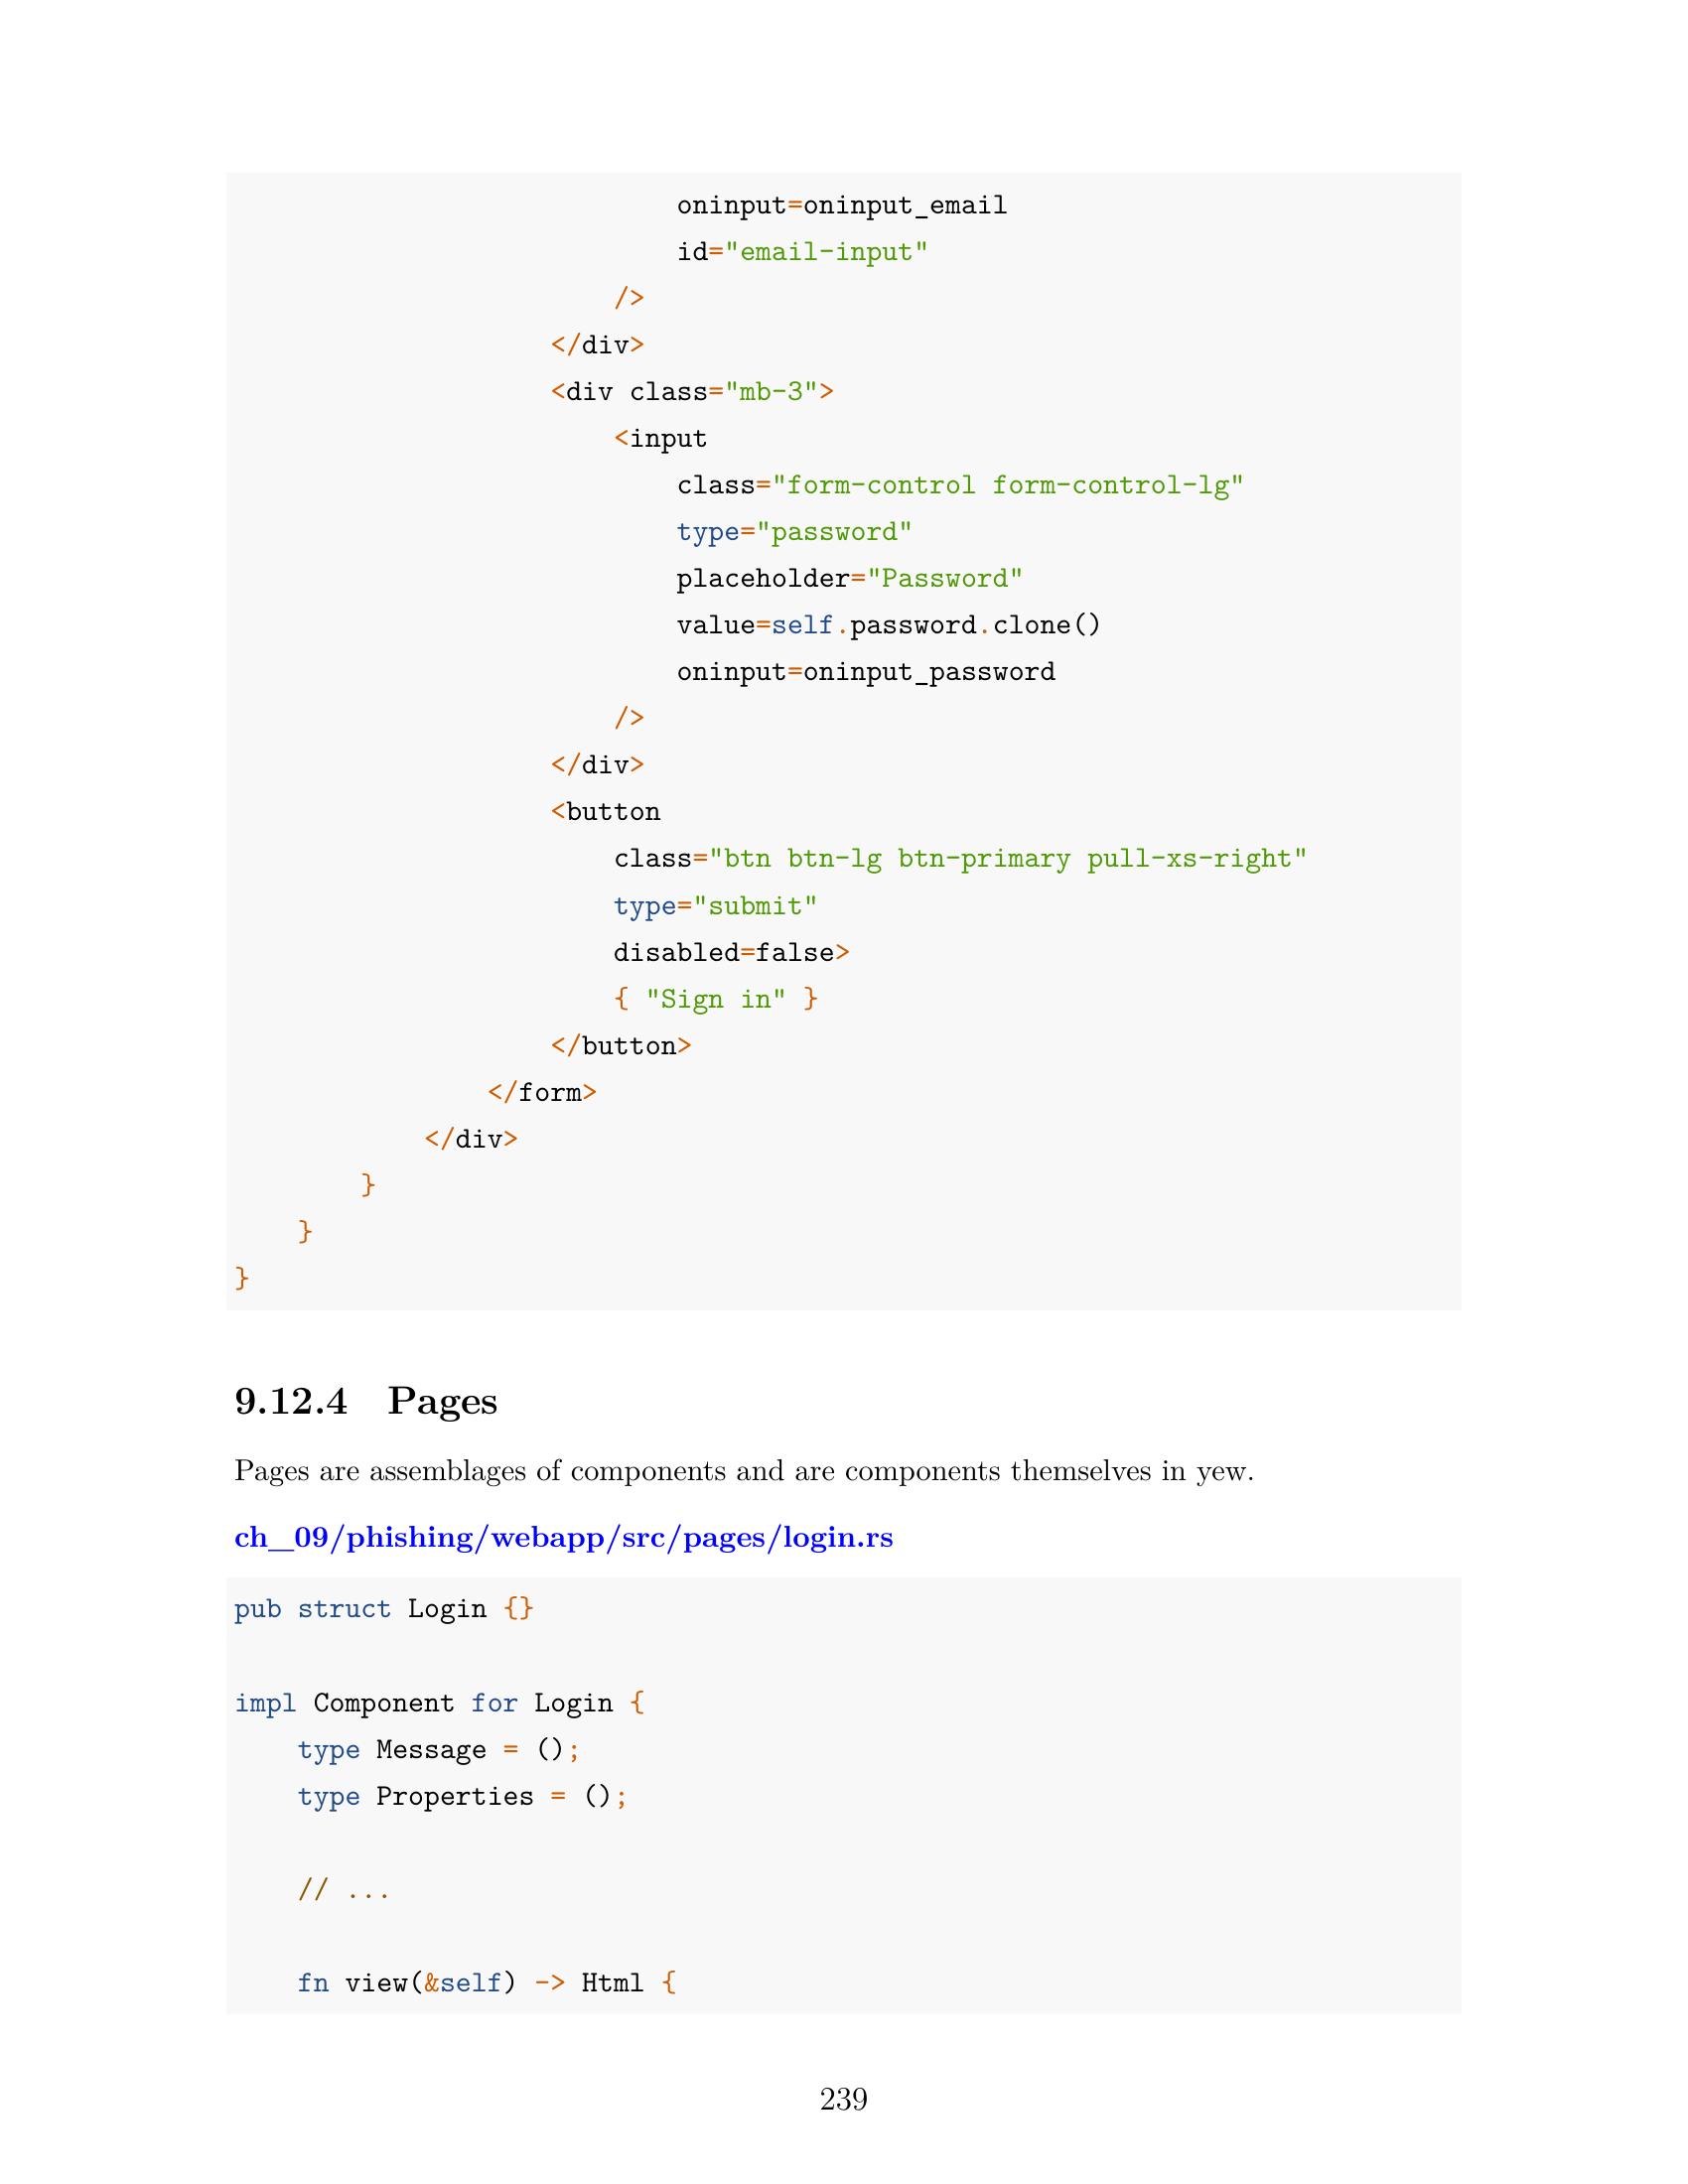 oninput=oninput_email
                            id="email-input"
                        />
                    </div>
                    <div class="mb-3">
                        <input
                            class="form-control form-control-lg"
                            type="password"
                            placeholder="Password"
                            value=self.password.clone()
                            oninput=oninput_password
                        />
                    </div>
                    <button
                        class="btn btn-lg btn-primary pull-xs-right"
                        type="submit"
                        disabled=false>
                        { "Sign in" }
                    </button>
                </form>
            </div>
        }
    }
}
9.12.4 Pages
Pages are assemblages of components and are components themselves in yew.
ch_09/phishing/webapp/src/pages/login.rs
pub struct Login {}

impl Component for Login {
    type Message = ();
    type Properties = ();

    // ...

    fn view(&self) -> Html {
239